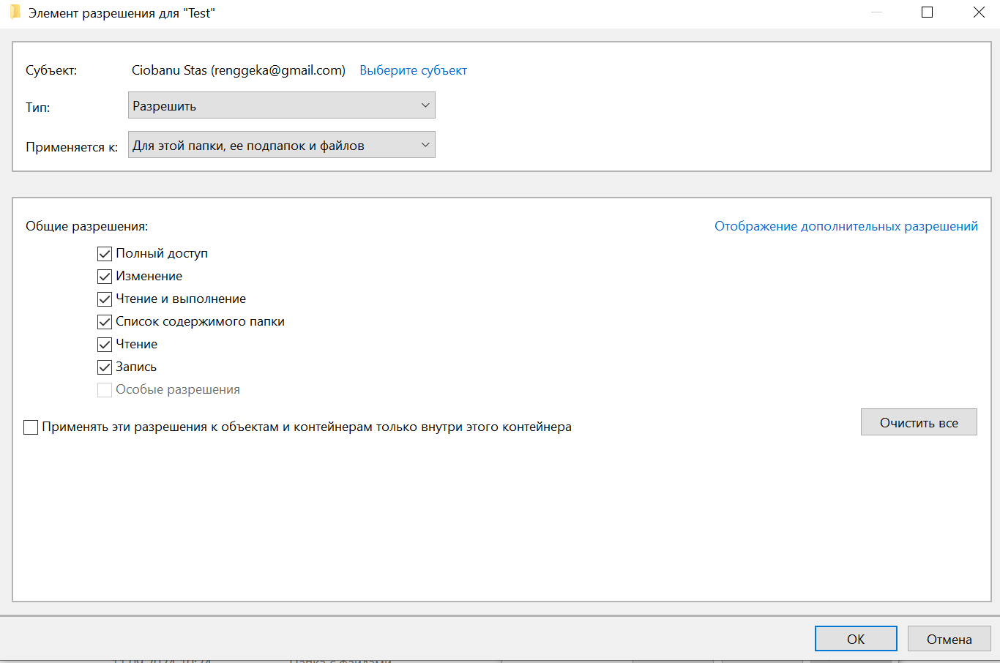 Элемент разрешения для "Test"
Субъект: Ciobanu Stas (renggeka@gmail.com) Выберите субъект
Тип: Разрешить
Применяется к: Для этой папки, ее подпапок и файлов
Общие разрешения: Отображение дополнительных разрешений
Полный доступ
Изменение
Чтение и выполнение
Список содержимого папки
Чтение
Запись
Особые разрешения
Применять эти разрешения к объектам и контейнерам только внутри этого контейнера
Очистить все
ОК Отмена